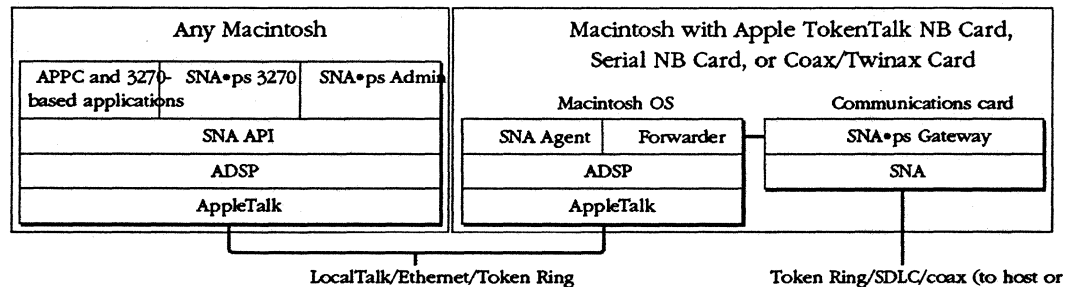 Any Macintosh
APPC and 3270-
based applications
SNA•ps 3270
SNA•ps Admin
SNA API
ADSP
AppleTalk
Macintosh with Apple TokenTalk NB Card,
Serial NB Card, or Coax/Twinax Card
Macintosh OS
SNA Agent
Forwarder
ADSP
AppleTalk
Communications card
SNA•ps Gateway
SNA
LocalTalk/Ethernet/Token Ring
Token Ring/SDLC/coax (to host or